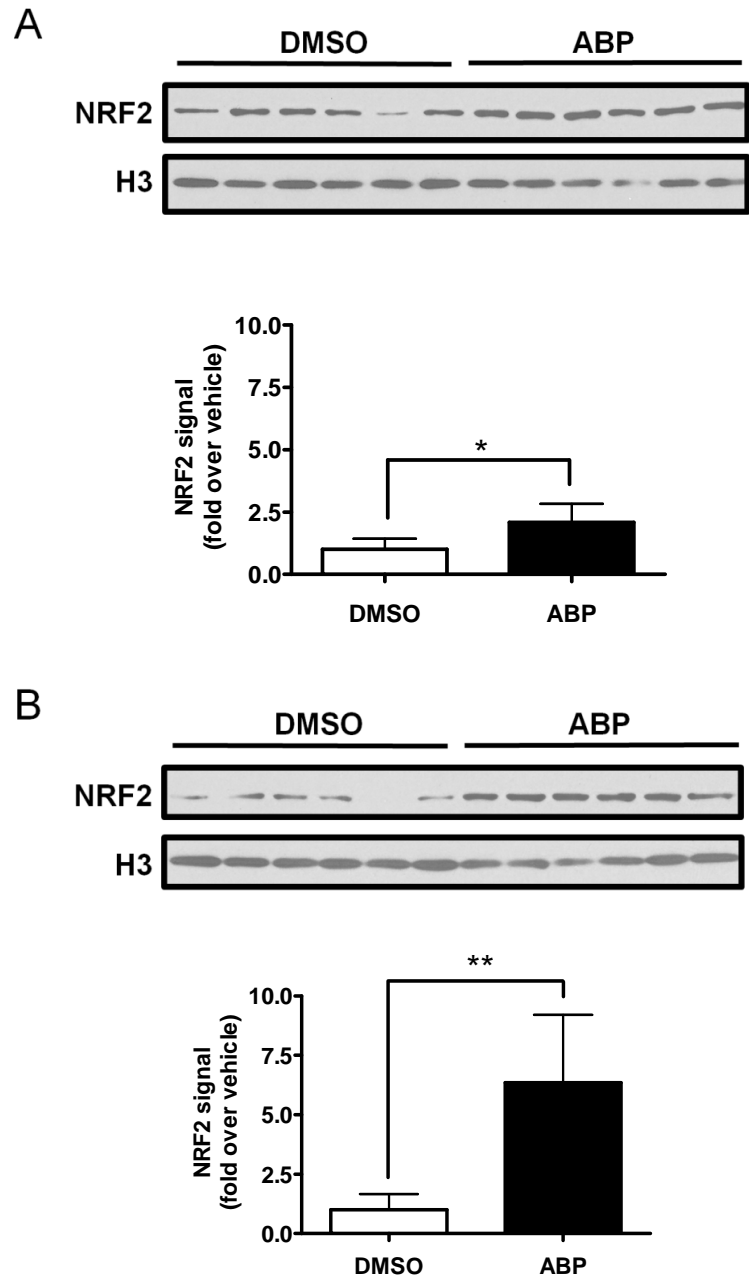 A
DMSO ABP
NRF2
H3
10.0
7.5
5.0
2.5
0.0
NRF2 signal
(fold over vehicle)
*
DMSO ABP
B
DMSO ABP
NRF2
H3
**
10.0
7.5
5.0
2.5
0.0
NRF2 signal
(fold over vehicle)
DMSO ABP